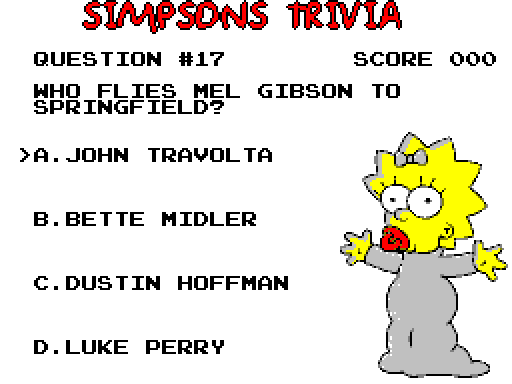 SIMPSONS TRIVIA
QUESTION #17 SCORE 000
WHO FLIES MEL GIBSON TO
SPRINGFIELD?
>A.JOHN TRAVOLTA
B.BETTE MIDLER
C.DUSTIN HOFFMAN
D.LUKE PERRY